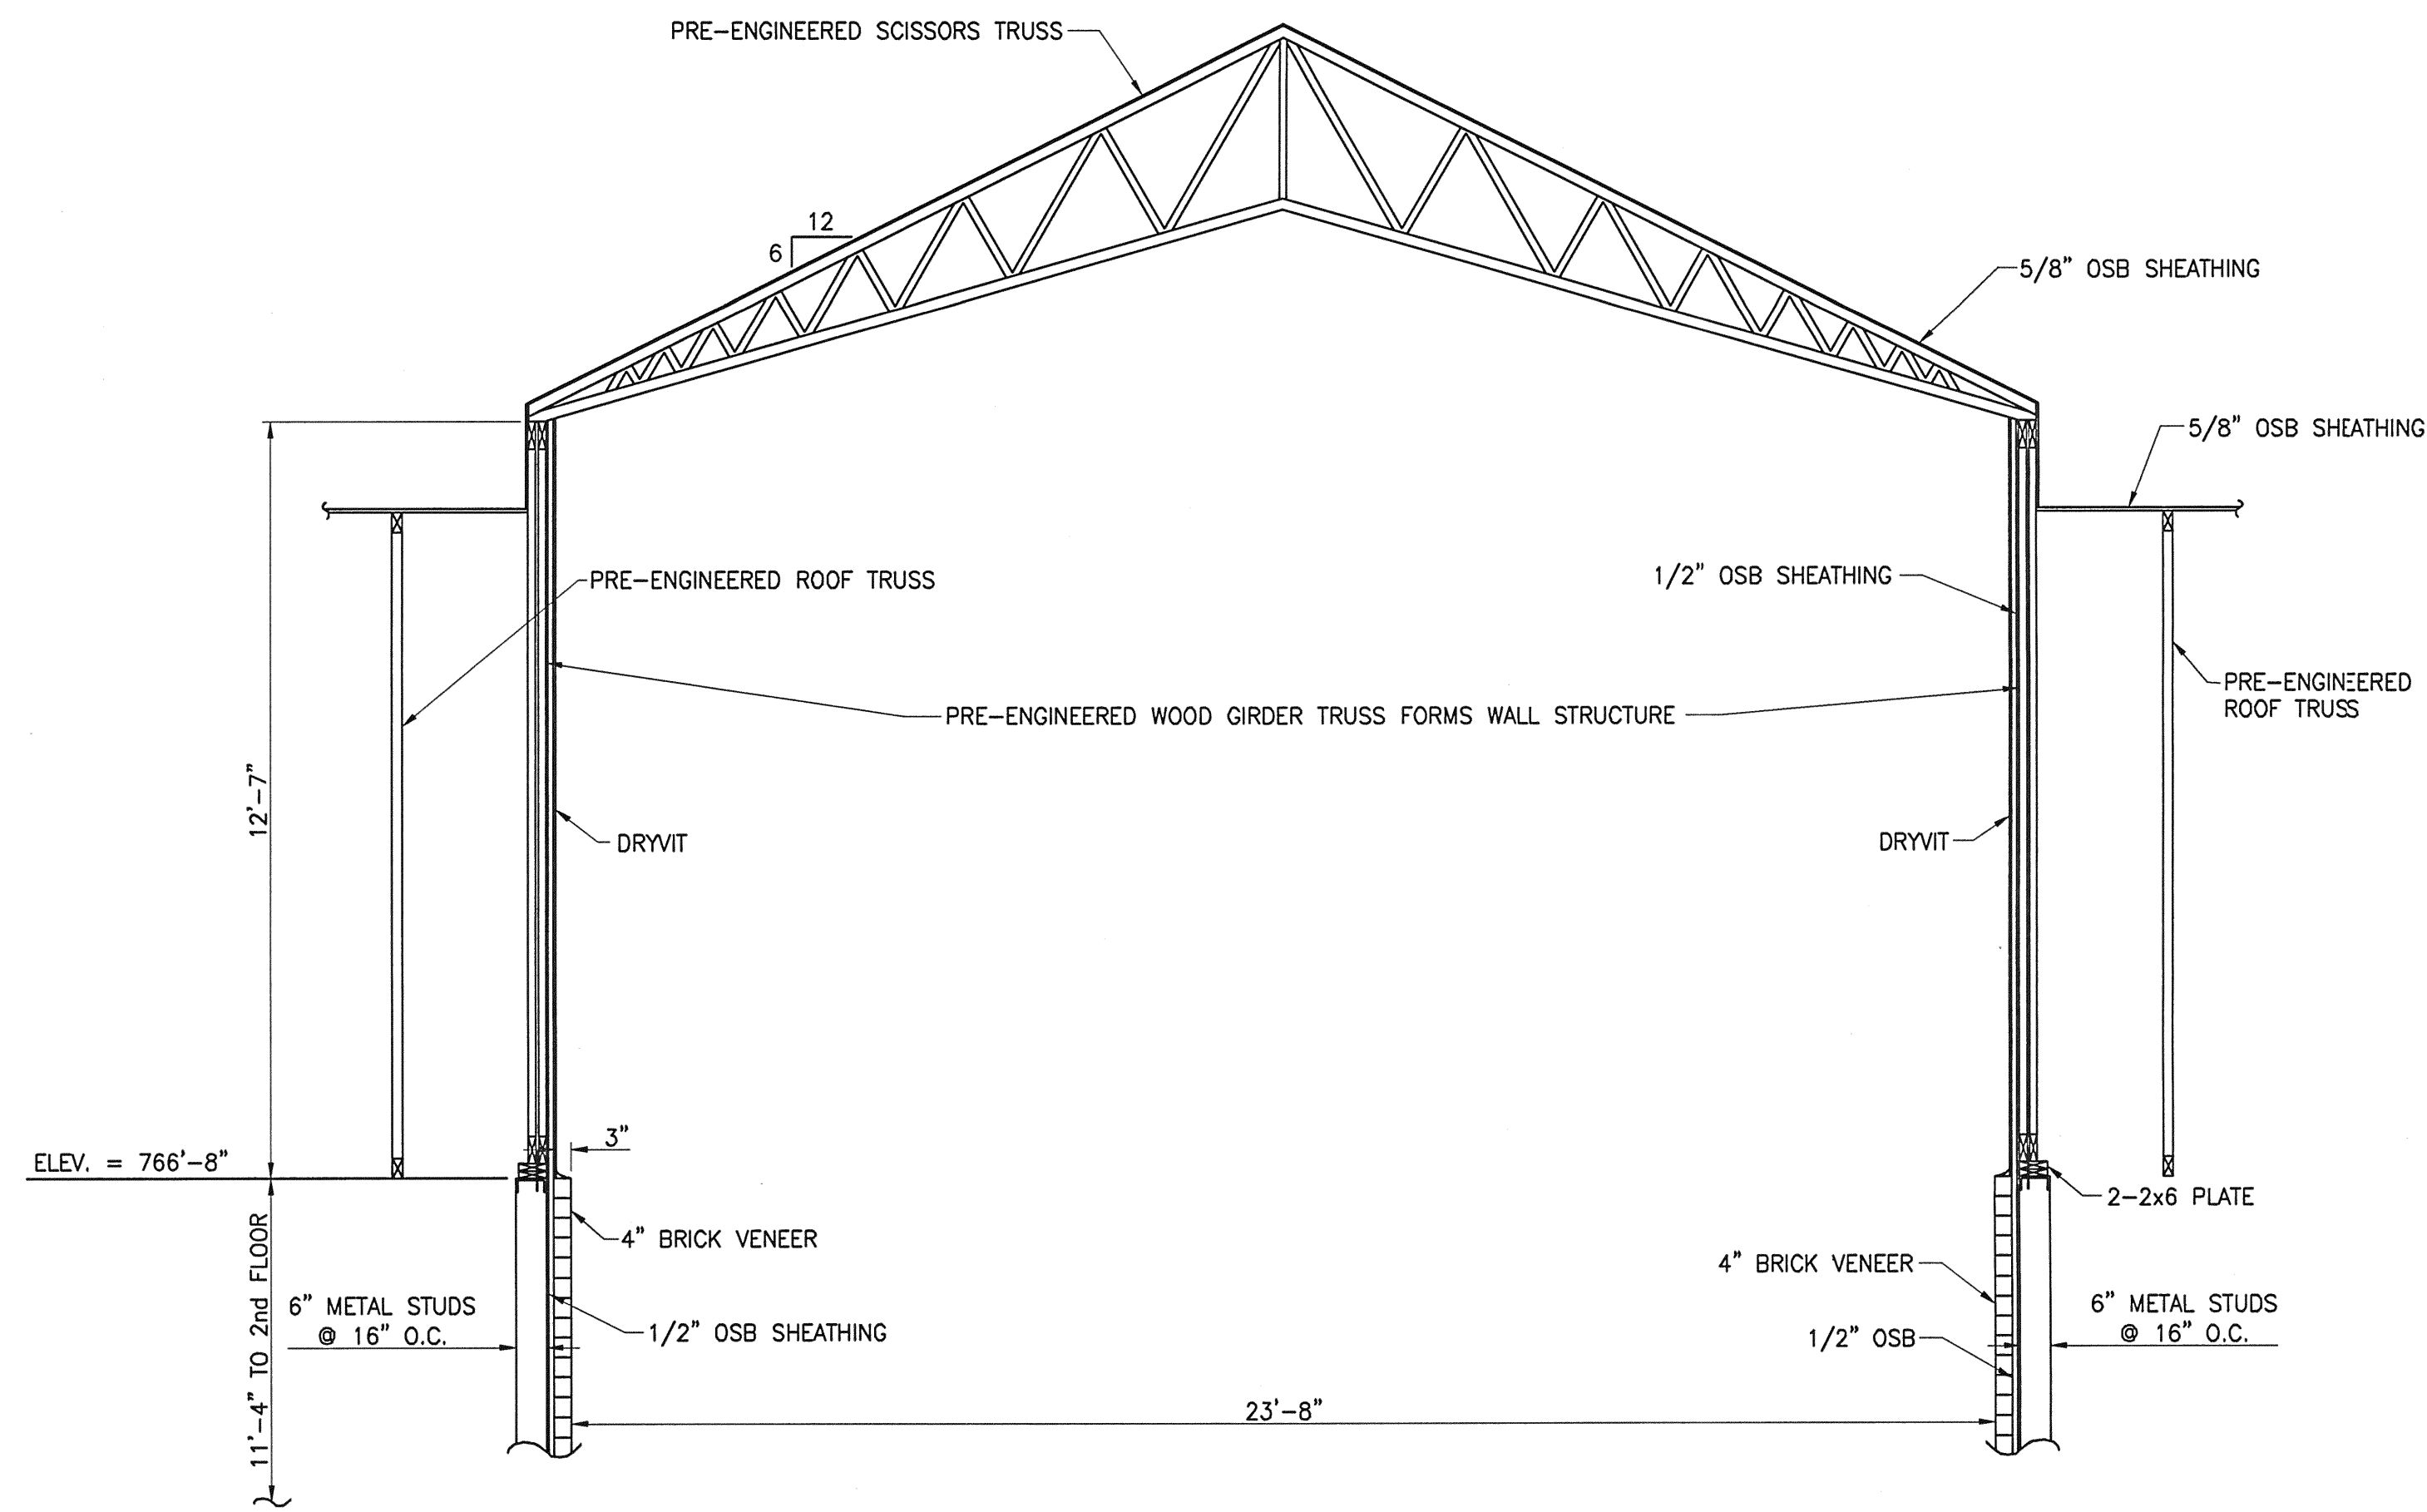 PRE-ENGINEERED SCISSORS TRUSS
12
6
5/8" OSB SHEATHING
5/8" OSB SHEATHING
PRE-ENGINEERED ROOF TRUSS
1/2" OSB SHEATHING
PRE-ENGINEERED
ROOF TRUSS
PRE-ENGINEERED WOOD GIRDER TRUSS FORMS WALL STRUCTURE
12'-7"
DRYVIT
DRYVIT
3"
ELEV. = 766'-8"
2-2x6 PLATE
4" BRICK VENEER
4" BRICK VENEER
11'-4" TO 2nd FLOOR
6" METAL STUDS
@ 16" O.C.
6" METAL STUDS
@ 16" O.C.
1/2" OSB SHEATHING
1/2" OSB
23'-8"